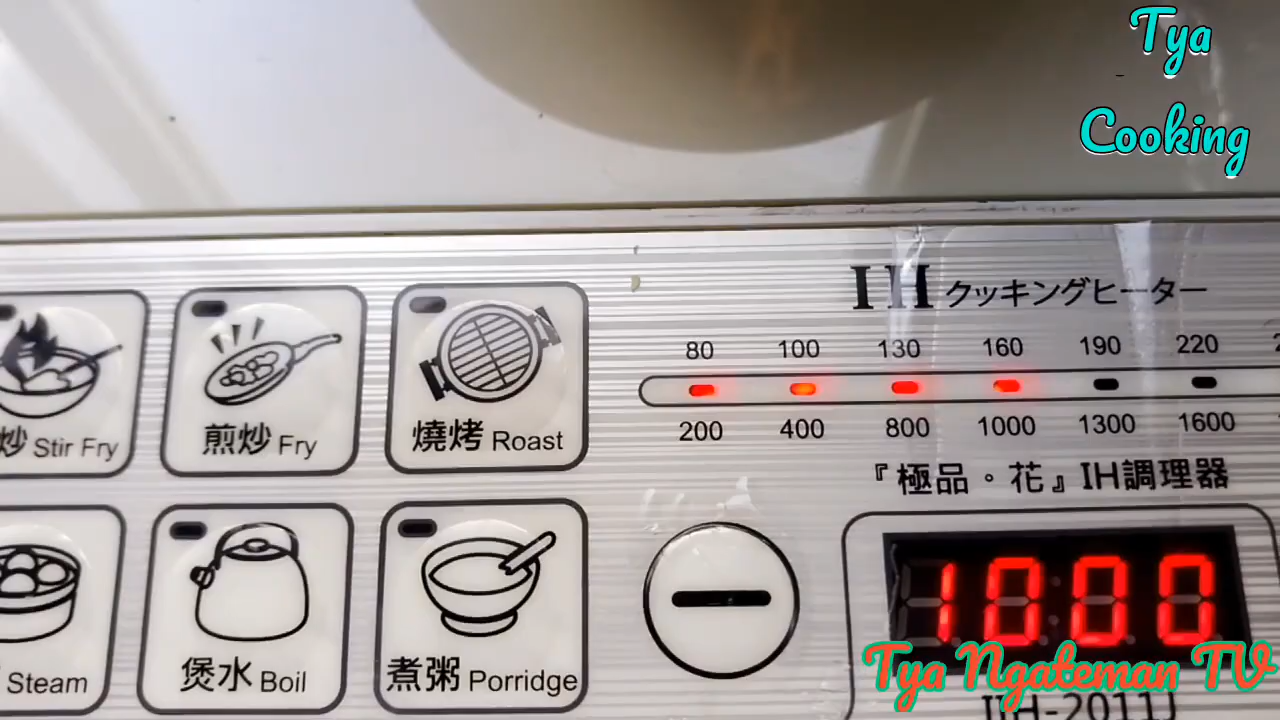 Tya
Cooking
IH クッキングヒーター
80 100 130 160 190 220
200 400 800 1000 1300 1600
『極品。花』IH調理器
炒 Stir Fry
煎炒 Fry
燒烤 Roast
1000
Steam
煲水 Boil
煮粥 Porridge
Tya Ngateman TV